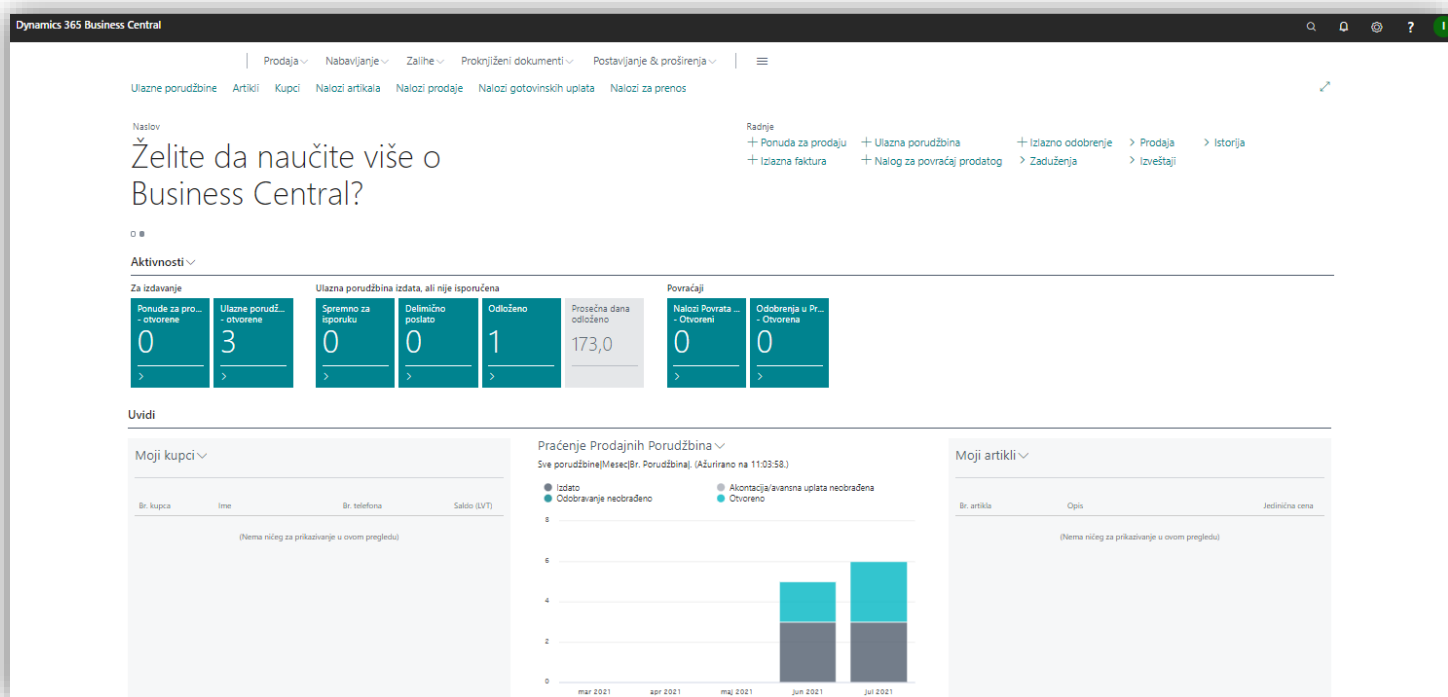 Dynamics 365 Business Central
?
I
Prodaja
Nabavljanje
Zalihe
Proknjiženi dokumenti
Postavljanje & proširenja
Ulazne porudžbine
Artikli
Kupci
Nalozi artikala
Nalozi prodaje
Nalozi gotovinskih uplata
Nalozi za prenos
Naslov
Želite da naučite više o
Business Central?
Radnje
+ Ponuda za prodaju
+ Ulazna porudžbina
+ Izlazno odobrenje
> Prodaja
> Istorija
+ Izlazna faktura
+ Nalog za povraćaj prodatog
> Zaduženja
> Izveštaji
Aktivnosti
Za izdavanje
Ponude za pro...
- otvorene
0
>
Ulazne porudž...
- otvorene
3
>
Ulazna porudžbina izdata, ali nije isporučena
Spremno za
isporuku
0
>
Delimično
poslato
0
>
Odloženo
1
>
Prosečna dana
odloženo
173,0
Povraćaji
Nalozi Povrata ...
- Otvoreni
0
>
Odobrenja u Pr...
- Otvorena
0
>
Uvidi
Moji kupci
Br. kupca
Ime
Br. telefona
Saldo (LVT)
(Nema ničeg za prikazivanje u ovom pregledu)
Praćenje Prodajnih Porudžbina
Sve porudžbine|Mesec|Br. Porudžbina|. (Ažurirano na 11:03:58.)
Izdato
Akontacija/avansna uplata neobrađena
Odobravanje neobrađeno
Otvoreno
8
6
4
2
0
mar 2021
apr 2021
maj 2021
jun 2021
jul 2021
Moji artikli
Br. artikla
Opis
Jedinična cena
(Nema ničeg za prikazivanje u ovom pregledu)